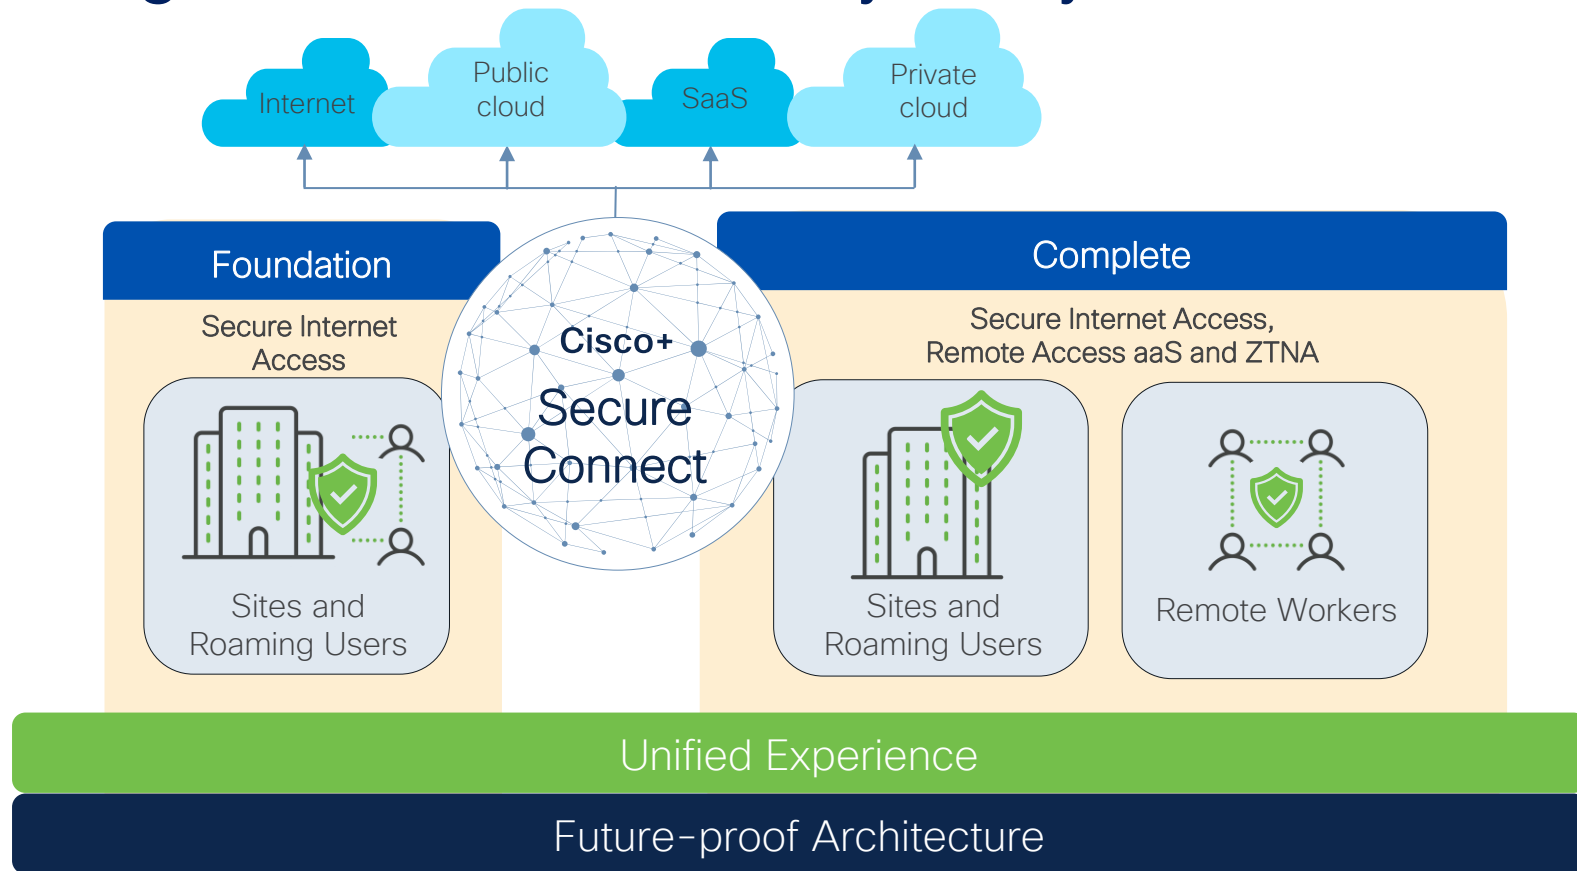 Internet
Public
cloud
SaaS
Private
cloud
Foundation
Complete
Secure Internet
Access
Secure Internet Access,
Remote Access aaS and ZTNA
Cisco+
Secure
Connect
Sites and
Roaming Users
Sites and
Roaming Users
Remote Workers
Unified Experience
Future-proof Architecture